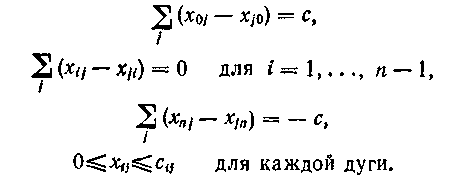 ∑_j (x_{0j} − x_{j0}) = c,
∑_j (x_{ij} − x_{ji}) = 0 для i = 1, ..., n − 1,
∑_j (x_{nj} − x_{jn}) = − c,
0 ⩽ x_{ij} ⩽ c_{ij} для каждой дуги.